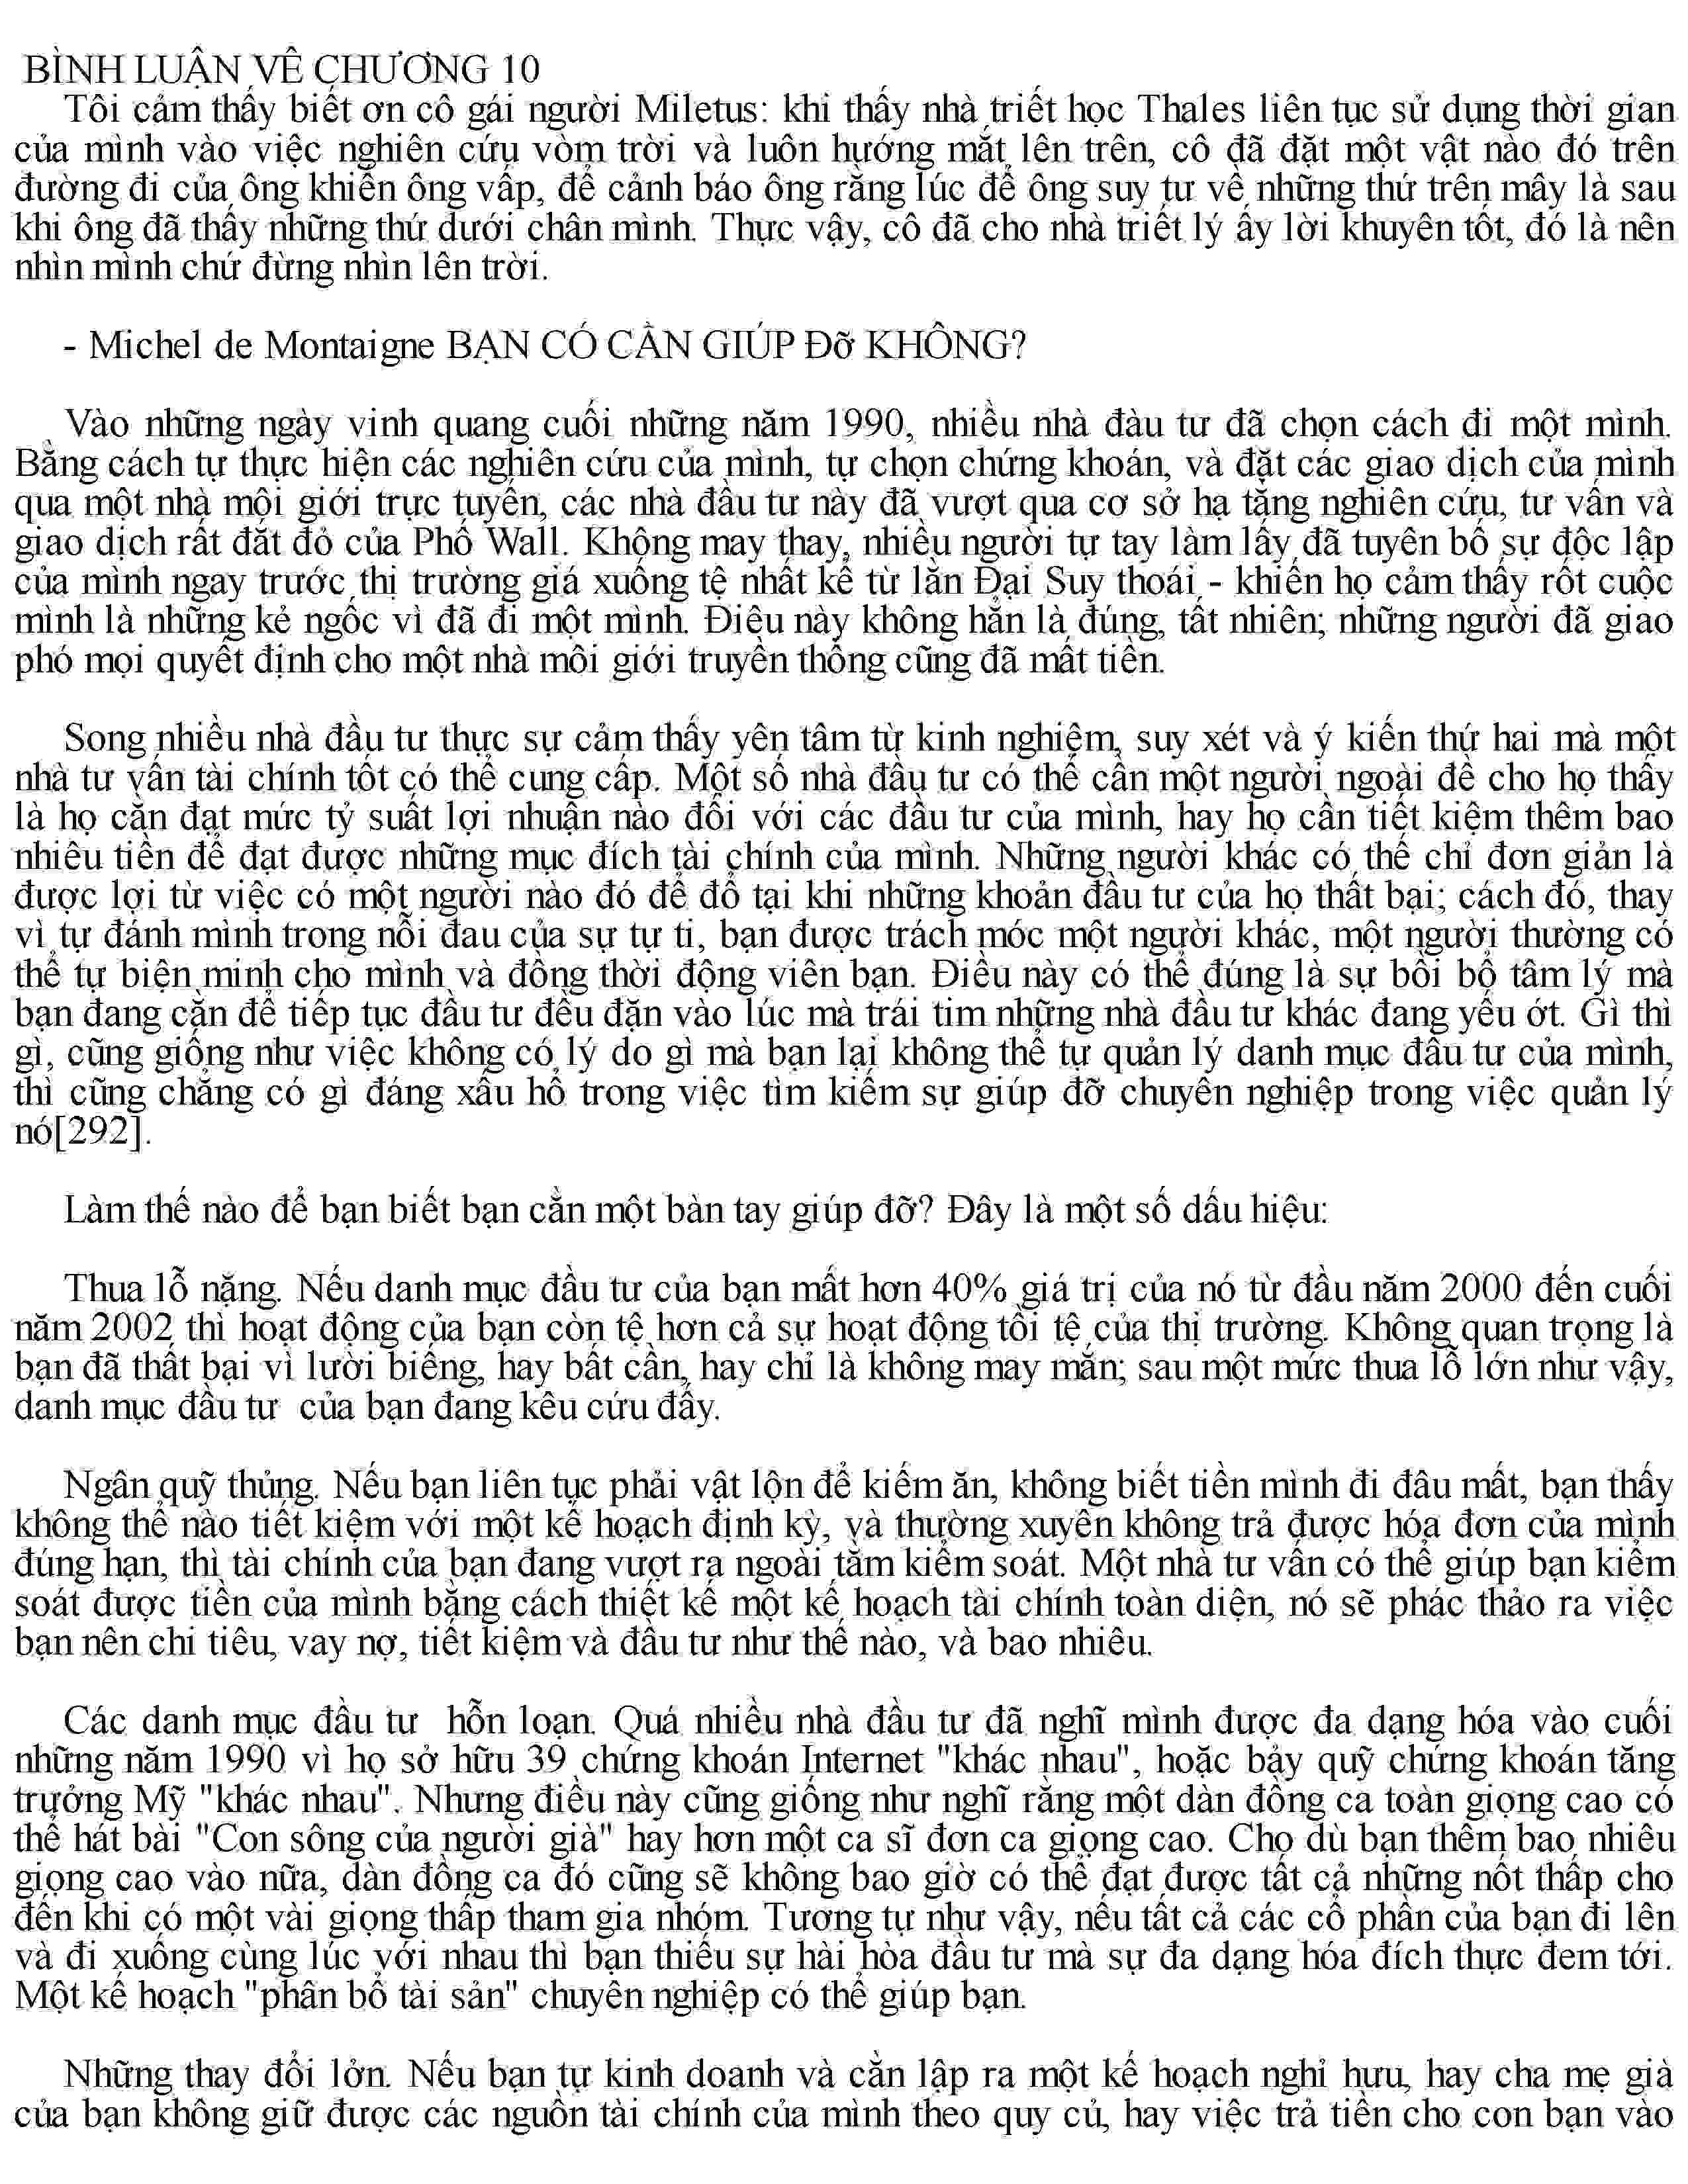 BÌNH LUẬN VỀ CHƯƠNG 10
Tôi cảm thấy biết ơn cô gái người Miletus: khi thấy nhà triết học Thales liên tục sử dụng thời gian
của mình vào việc nghiên cứu vòm trời và luôn hướng mắt lên trên, cô đã đặt một vật nào đó trên
đường đi của ông khiến ông vấp, để cảnh báo ông rằng lúc để ông suy tư về những thứ trên mây là sau
khi ông đã thấy những thứ dưới chân mình. Thực vậy, cô đã cho nhà triết lý ấy lời khuyên tốt, đó là nên
nhìn mình chứ đừng nhìn lên trời.
- Michel de Montaigne BẠN CÓ CẦN GIÚP Đỡ KHÔNG?
Vào những ngày vinh quang cuối những năm 1990, nhiều nhà đàu tư đã chọn cách đi một mình.
Bằng cách tự thực hiện các nghiên cứu của mình, tự chọn chứng khoán, và đặt các giao dịch của mình
qua một nhà môi giới trực tuyến, các nhà đầu tư này đã vượt qua cơ sở hạ tầng nghiên cứu, tư vấn và
giao dịch rất đắt đỏ của Phố Wall. Không may thay, nhiều người tự tay làm lấy đã tuyên bố sự độc lập
của mình ngay trước thị trường giá xuống tệ nhất kể từ lần Đại Suy thoái - khiến họ cảm thấy rốt cuộc
mình là những kẻ ngốc vì đã đi một mình. Điều này không hẳn là đúng, tất nhiên; những người đã giao
phó mọi quyết định cho một nhà môi giới truyền thống cũng đã mất tiền.
Song nhiều nhà đầu tư thực sự cảm thấy yên tâm từ kinh nghiệm, suy xét và ý kiến thứ hai mà một
nhà tư vấn tài chính tốt có thể cung cấp. Một số nhà đầu tư có thể cần một người ngoài để cho họ thấy
là họ cần đạt mức tỷ suất lợi nhuận nào đối với các đầu tư của mình, hay họ cần tiết kiệm thêm bao
nhiêu tiền để đạt được những mục đích tài chính của mình. Những người khác có thể chỉ đơn giản là
được lợi từ việc có một người nào đó để đổ tại khi những khoản đầu tư của họ thất bại; cách đó, thay
vì tự đánh mình trong nỗi đau của sự tự ti, bạn được trách móc một người khác, một người thường có
thể tự biện minh cho mình và đồng thời động viên bạn. Điều này có thể đúng là sự bồi bổ tâm lý mà
bạn đang cần để tiếp tục đầu tư đều đặn vào lúc mà trái tim những nhà đầu tư khác đang yếu ớt. Gì thì
gì, cũng giống như việc không có lý do gì mà bạn lại không thể tự quản lý danh mục đầu tư của mình,
thì cũng chẳng có gì đáng xấu hổ trong việc tìm kiếm sự giúp đỡ chuyên nghiệp trong việc quản lý
nó[292].
Làm thế nào để bạn biết bạn cần một bàn tay giúp đỡ? Đây là một số dấu hiệu:
Thua lỗ nặng. Nếu danh mục đầu tư của bạn mất hơn 40% giá trị của nó từ đầu năm 2000 đến cuối
năm 2002 thì hoạt động của bạn còn tệ hơn cả sự hoạt động tồi tệ của thị trường. Không quan trọng là
bạn đã thất bại vì lười biếng, hay bất cẩn, hay chỉ là không may mắn; sau một mức thua lỗ lớn như vậy,
danh mục đầu tư của bạn đang kêu cứu đấy.
Ngân quỹ thủng. Nếu bạn liên tục phải vật lộn để kiếm ăn, không biết tiền mình đi đâu mất, bạn thấy
không thể nào tiết kiệm với một kế hoạch định kỳ, và thường xuyên không trả được hóa đơn của mình
đúng hạn, thì tài chính của bạn đang vượt ra ngoài tầm kiểm soát. Một nhà tư vấn có thể giúp bạn kiểm
soát được tiền của mình bằng cách thiết kế một kế hoạch tài chính toàn diện, nó sẽ phác thảo ra việc
bạn nên chi tiêu, vay nợ, tiết kiệm và đầu tư như thế nào, và bao nhiêu.
Các danh mục đầu tư hỗn loạn. Quá nhiều nhà đầu tư đã nghĩ mình được đa dạng hóa vào cuối
những năm 1990 vì họ sở hữu 39 chứng khoán Internet "khác nhau", hoặc bảy quỹ chứng khoán tăng
trưởng Mỹ "khác nhau". Nhưng điều này cũng giống như nghĩ rằng một dàn đồng ca toàn giọng cao có
thể hát bài "Con sông của người già" hay hơn một ca sĩ đơn ca giọng cao. Cho dù bạn thêm bao nhiêu
giọng cao vào nữa, dàn đồng ca đó cũng sẽ không bao giờ có thể đạt được tất cả những nốt thấp cho
đến khi có một vài giọng thấp tham gia nhóm. Tương tự như vậy, nếu tất cả các cổ phần của bạn đi lên
và đi xuống cùng lúc với nhau thì bạn thiếu sự hài hòa đầu tư mà sự đa dạng hóa đích thực đem tới.
Một kế hoạch "phân bổ tài sản" chuyên nghiệp có thể giúp bạn.
Những thay đổi lởn. Nếu bạn tự kinh doanh và cần lập ra một kế hoạch nghỉ hưu, hay cha mẹ già
của bạn không giữ được các nguồn tài chính của mình theo quy củ, hay việc trả tiền cho con bạn vào